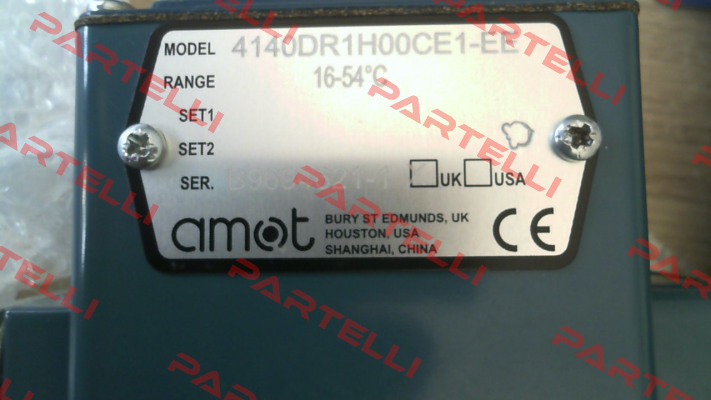 MODEL 4140DR1H00CE1-EE
RANGE 16-54°C
SET1
SET2
SER.
UK USA
amot
BURY ST EDMUNDS, UK
HOUSTON, USA
SHANGHAI, CHINA
CE
PARTELLI
PARTELLI
PARTELLI
PARTELLI
PARTELLI